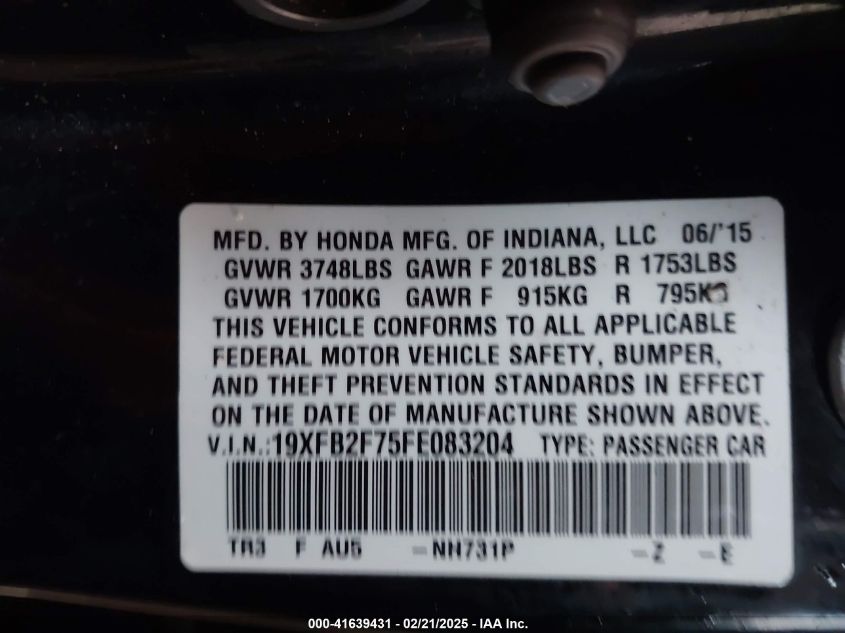 MFD. BY HONDA MFG. OF INDIANA, LLC 06/'15
GVWR 3748LBS GAWR F 2018LBS R 1753LBS
GVWR 1700KG GAWR F 915KG R 795KG
THIS VEHICLE CONFORMS TO ALL APPLICABLE
FEDERAL MOTOR VEHICLE SAFETY, BUMPER,
AND THEFT PREVENTION STANDARDS IN EFFECT
ON THE DATE OF MANUFACTURE SHOWN ABOVE.
V.I.N.:19XFB2F75FE083204 TYPE: PASSENGER CAR
TR3 F AU5 -NH731P -Z -E
000-41639431 - 02/21/2025 - IAA Inc.